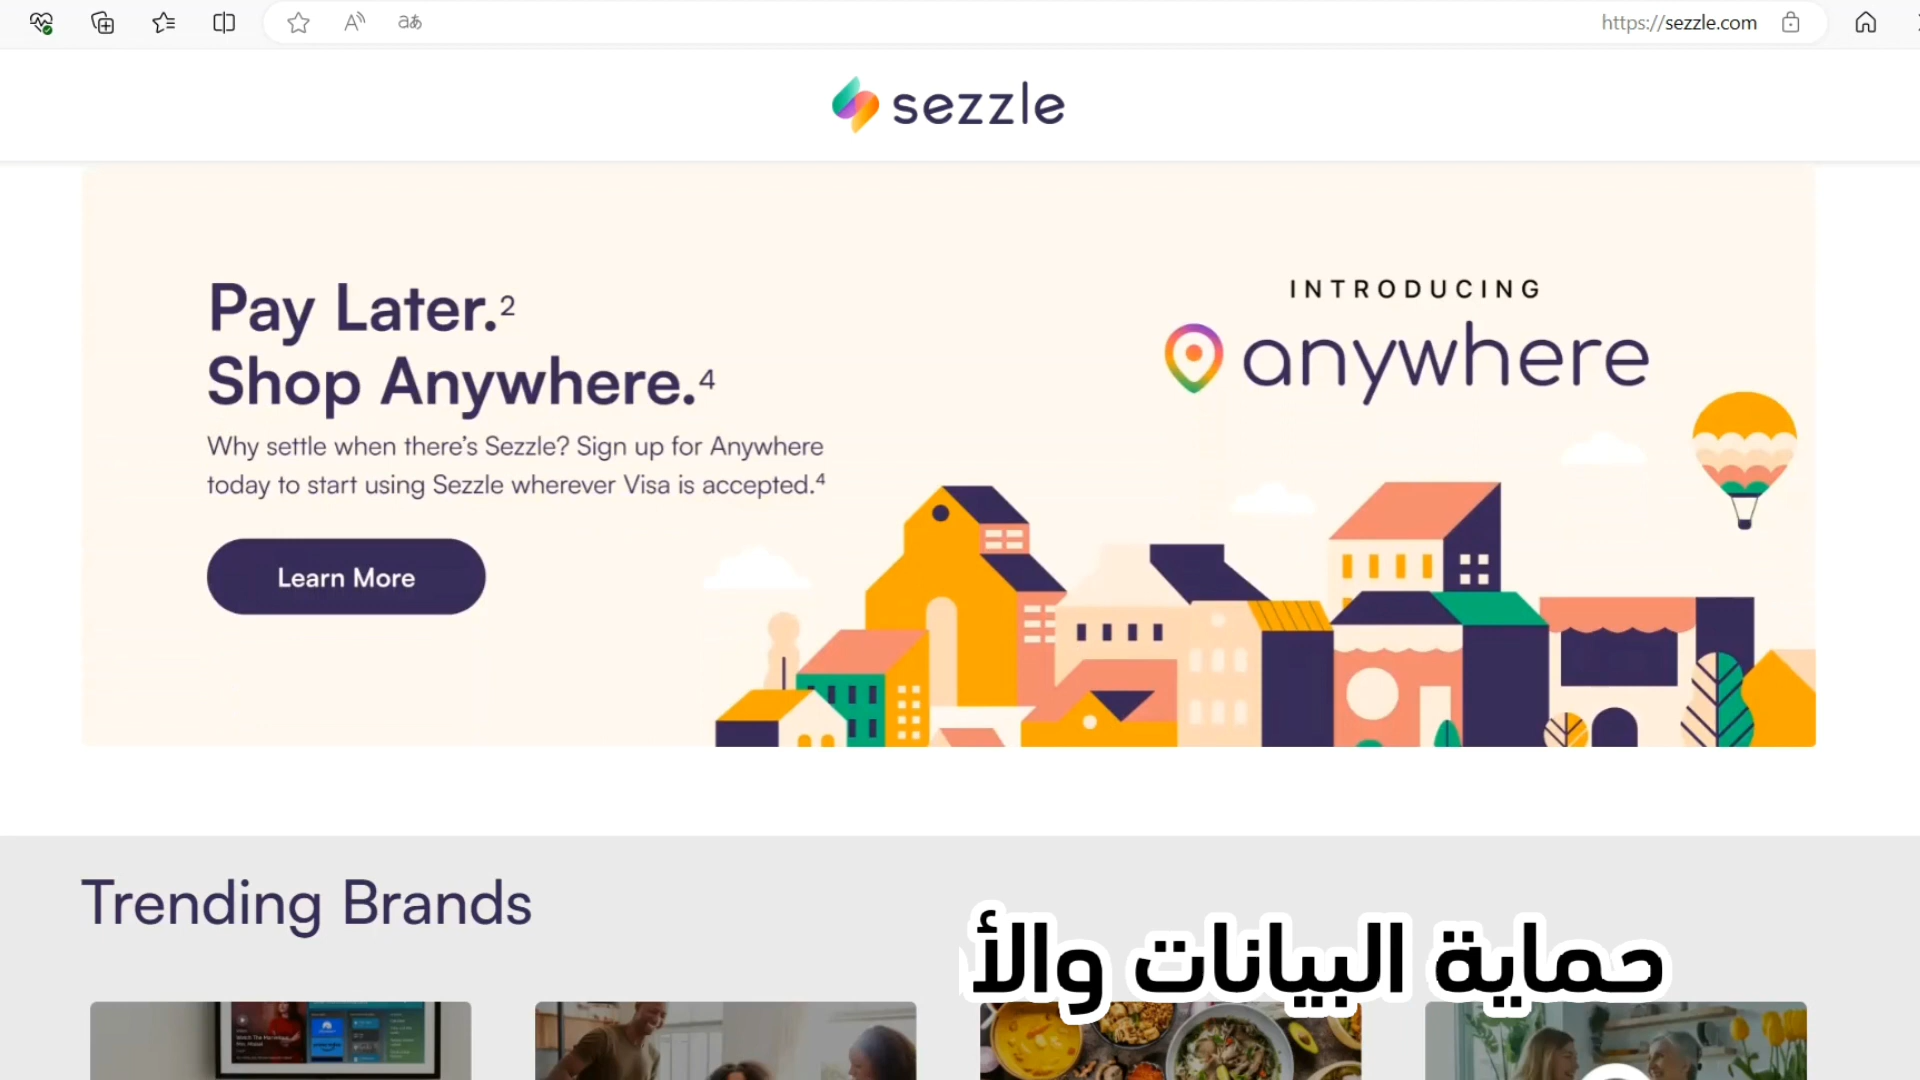 https://sezzle.com
sezzle
Pay Later.²
Shop Anywhere.⁴
Why settle when there’s Sezzle? Sign up for Anywhere
today to start using Sezzle wherever Visa is accepted.⁴
Learn More
INTRODUCING
anywhere
Trending Brands
حماية البيانات والأ